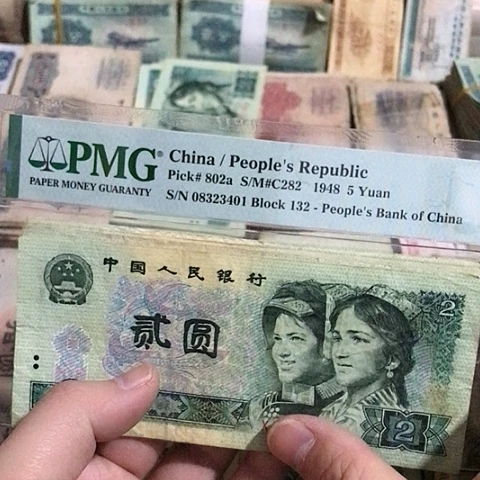 PMG®
PAPER MONEY GUARANTY
China / People's Republic
Pick# 802a S/M#C282 1948 5 Yuan
S/N 08323401 Block 132 - People's Bank of China
中国人民银行
2
贰圆
2